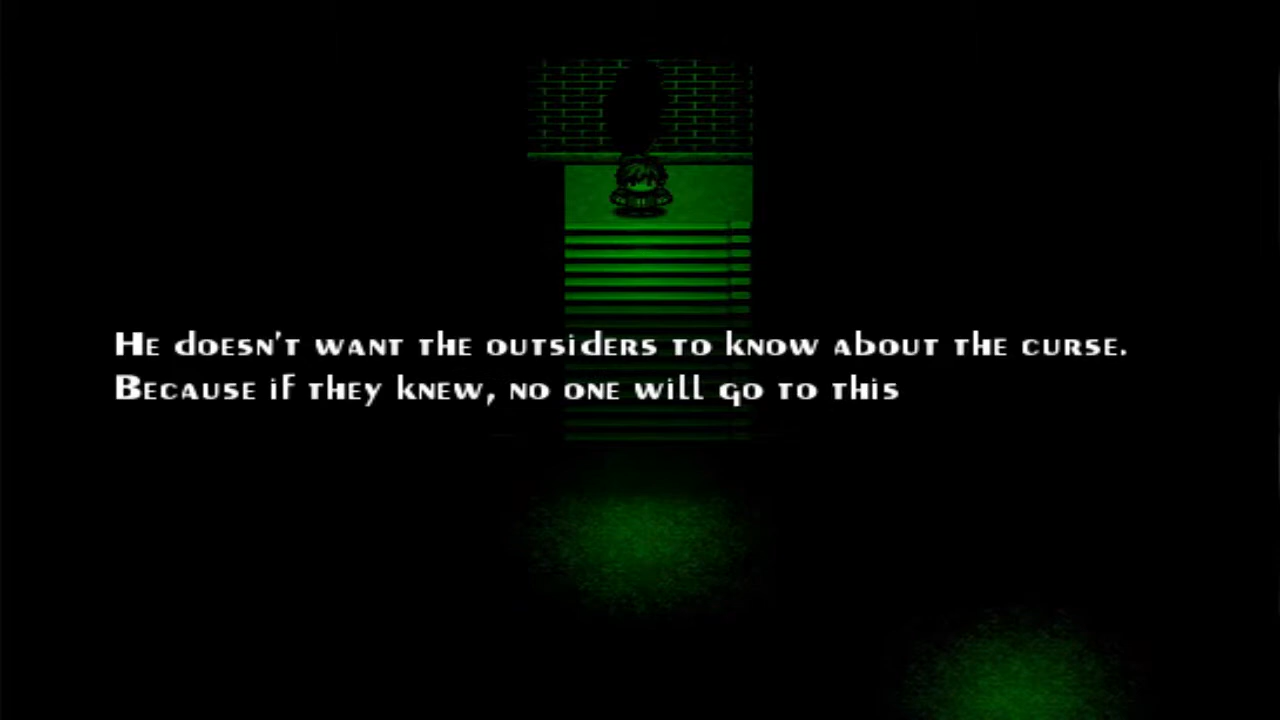 He doesn't want the outsiders to know about the curse.
Because if they knew, no one will go to this